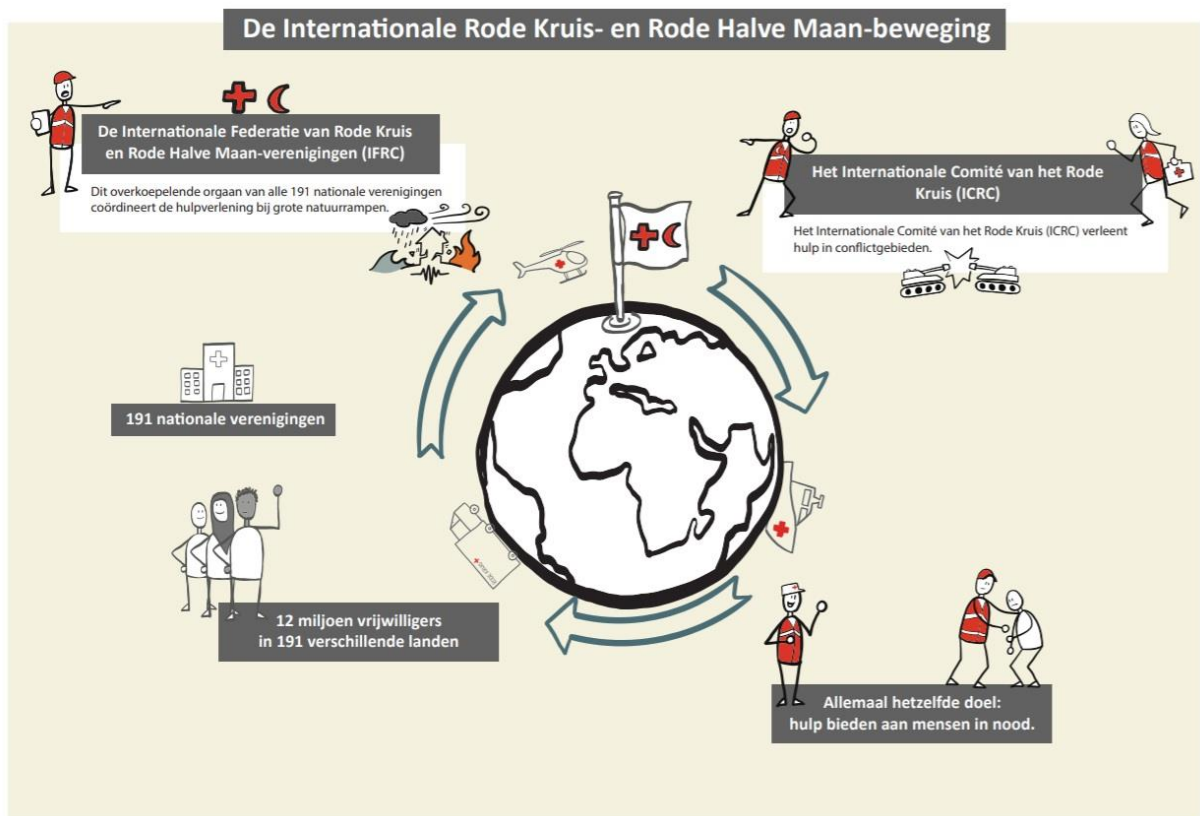 De Internationale Rode Kruis- en Rode Halve Maan-beweging
De Internationale Federatie van Rode Kruis
en Rode Halve Maan-verenigingen (IFRC)
Dit overkoepelende orgaan van alle 191 nationale verenigingen
coördineert de hulpverlening bij grote natuurrampen.
Het Internationale Comité van het Rode
Kruis (ICRC)
Het Internationale Comité van het Rode Kruis (ICRC) verleent
hulp in conflictgebieden.
191 nationale verenigingen
12 miljoen vrijwilligers
in 191 verschillende landen
Allemaal hetzelfde doel:
hulp bieden aan mensen in nood.